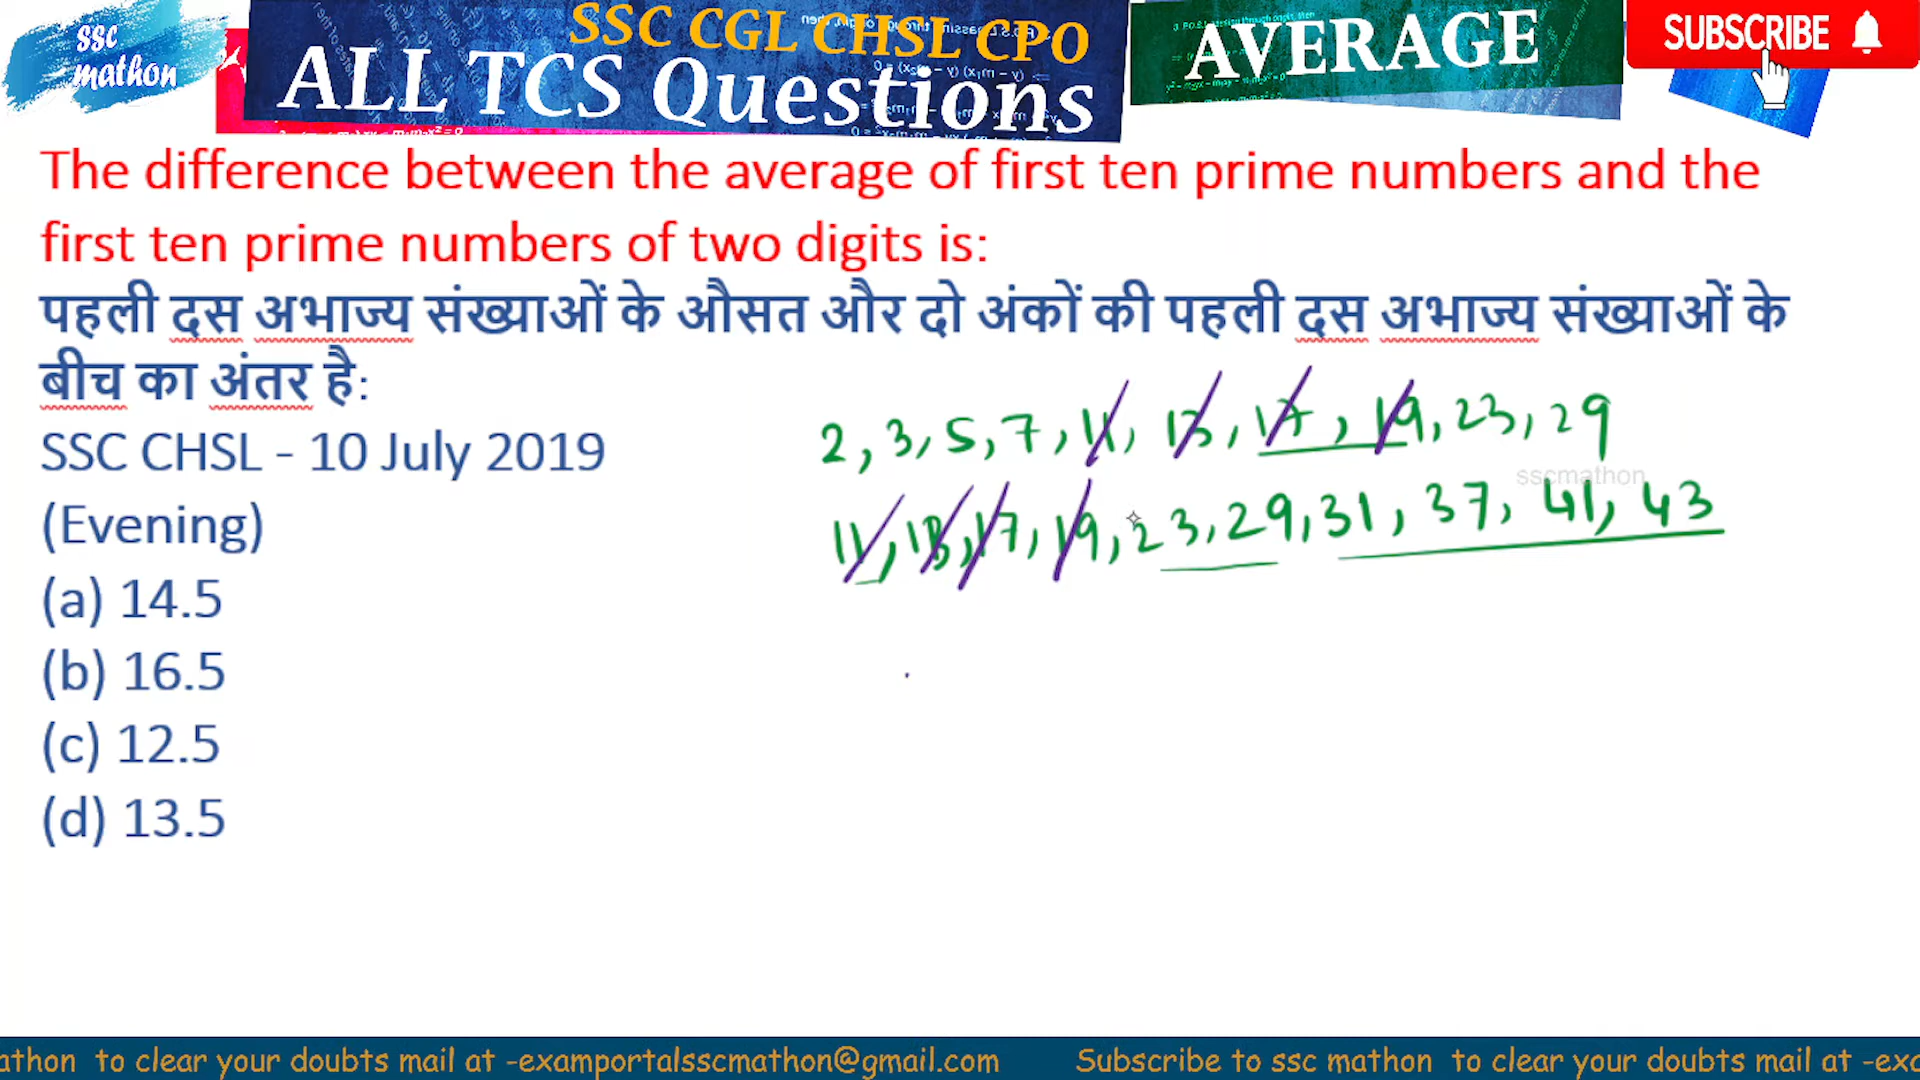 ssc
mathon
SSC CGL CHSL CPO
ALL TCS Questions
AVERAGE
SUBSCRIBE
The difference between the average of first ten prime numbers and the
first ten prime numbers of two digits is:
पहली दस अभाज्य संख्याओं के औसत और दो अंकों की पहली दस अभाज्य संख्याओं के
बीच का अंतर है:
SSC CHSL - 10 July 2019
(Evening)
(a) 14.5
(b) 16.5
(c) 12.5
(d) 13.5
2, 3, 5, 7, 11, 13, 17, 19, 23, 29
sscmathon
11, 13, 17, 19, 23, 29, 31, 37, 41, 43
athon to clear your doubts mail at -examportalsscmathon@gmail.com Subscribe to ssc mathon to clear your doubts mail at -exa